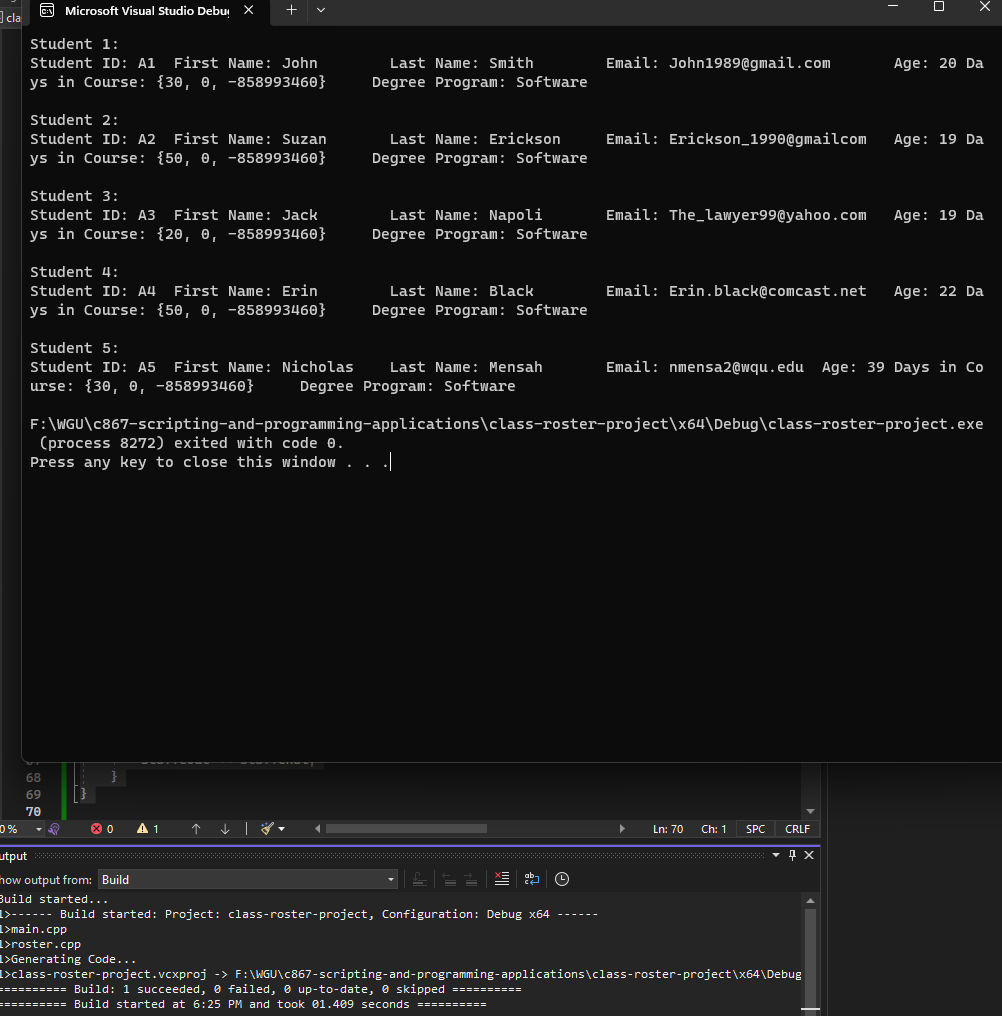 cla
Microsoft Visual Studio Debug
Student 1:
Student ID: A1  First Name: John        Last Name: Smith        Email: John1989@gmail.com       Age: 20 Da
ys in Course: {30, 0, -858993460}     Degree Program: Software
Student 2:
Student ID: A2  First Name: Suzan       Last Name: Erickson     Email: Erickson_1990@gmailcom   Age: 19 Da
ys in Course: {50, 0, -858993460}     Degree Program: Software
Student 3:
Student ID: A3  First Name: Jack        Last Name: Napoli       Email: The_lawyer99@yahoo.com   Age: 19 Da
ys in Course: {20, 0, -858993460}     Degree Program: Software
Student 4:
Student ID: A4  First Name: Erin        Last Name: Black        Email: Erin.black@comcast.net   Age: 22 Da
ys in Course: {50, 0, -858993460}     Degree Program: Software
Student 5:
Student ID: A5  First Name: Nicholas    Last Name: Mensah       Email: nmensa2@wqu.edu  Age: 39 Days in Co
urse: {30, 0, -858993460}     Degree Program: Software
F:\WGU\c867-scripting-and-programming-applications\class-roster-project\x64\Debug\class-roster-project.exe
 (process 8272) exited with code 0.
Press any key to close this window . . .
68 }
69 }
70
0 % 0 1 Ln: 70 Ch: 1 SPC CRLF
utput
how output from: Build
Build started...
1>------ Build started: Project: class-roster-project, Configuration: Debug x64 ------
1>main.cpp
1>roster.cpp
1>Generating Code...
1>class-roster-project.vcxproj -> F:\WGU\c867-scripting-and-programming-applications\class-roster-project\x64\Debug
========== Build: 1 succeeded, 0 failed, 0 up-to-date, 0 skipped ==========
========== Build started at 6:25 PM and took 01.409 seconds ==========